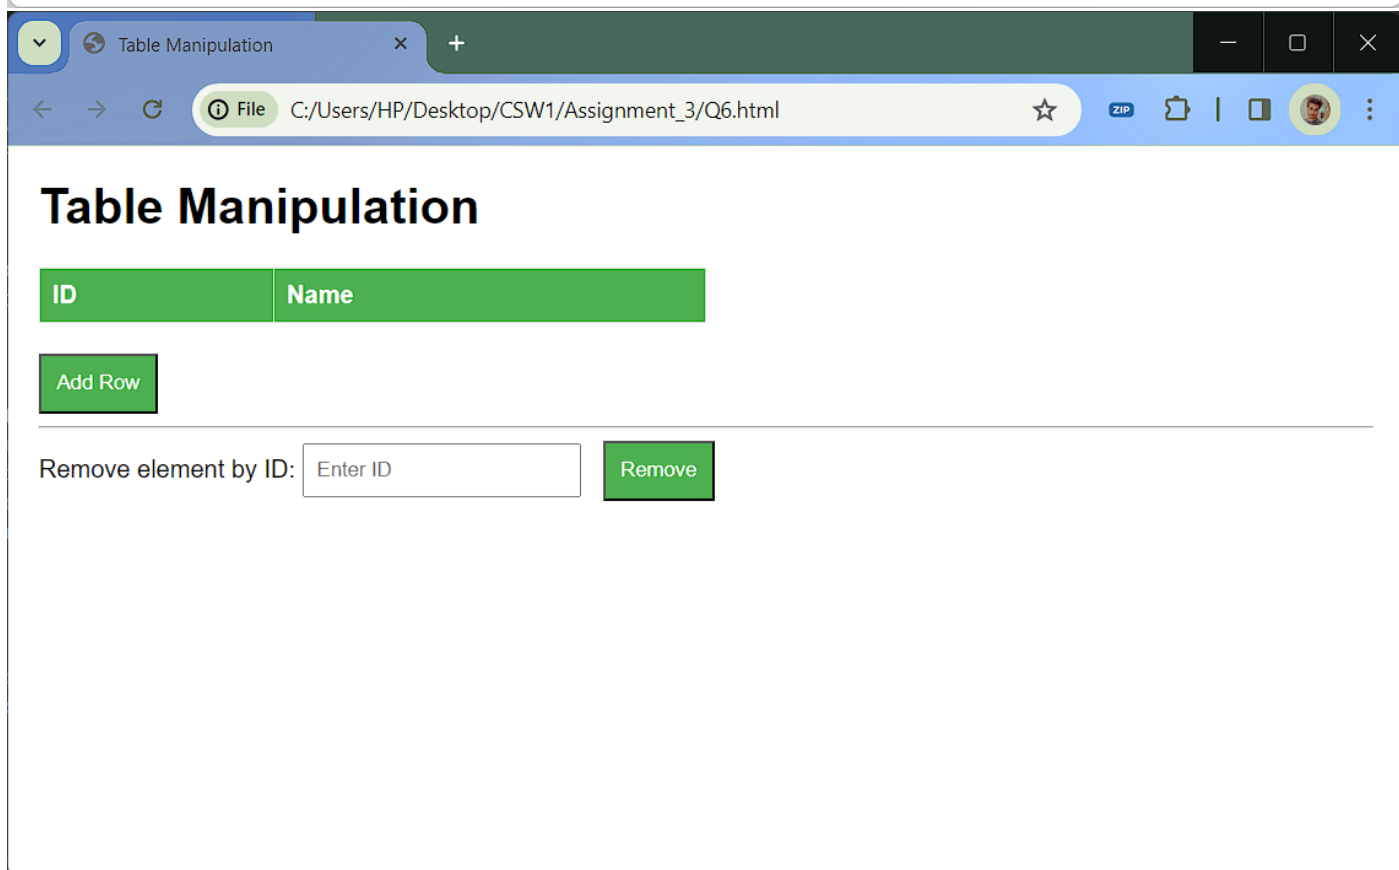 Table Manipulation
File C:/Users/HP/Desktop/CSW1/Assignment_3/Q6.html ZIP
Table Manipulation
ID Name
Add Row
Remove element by ID: Enter ID Remove